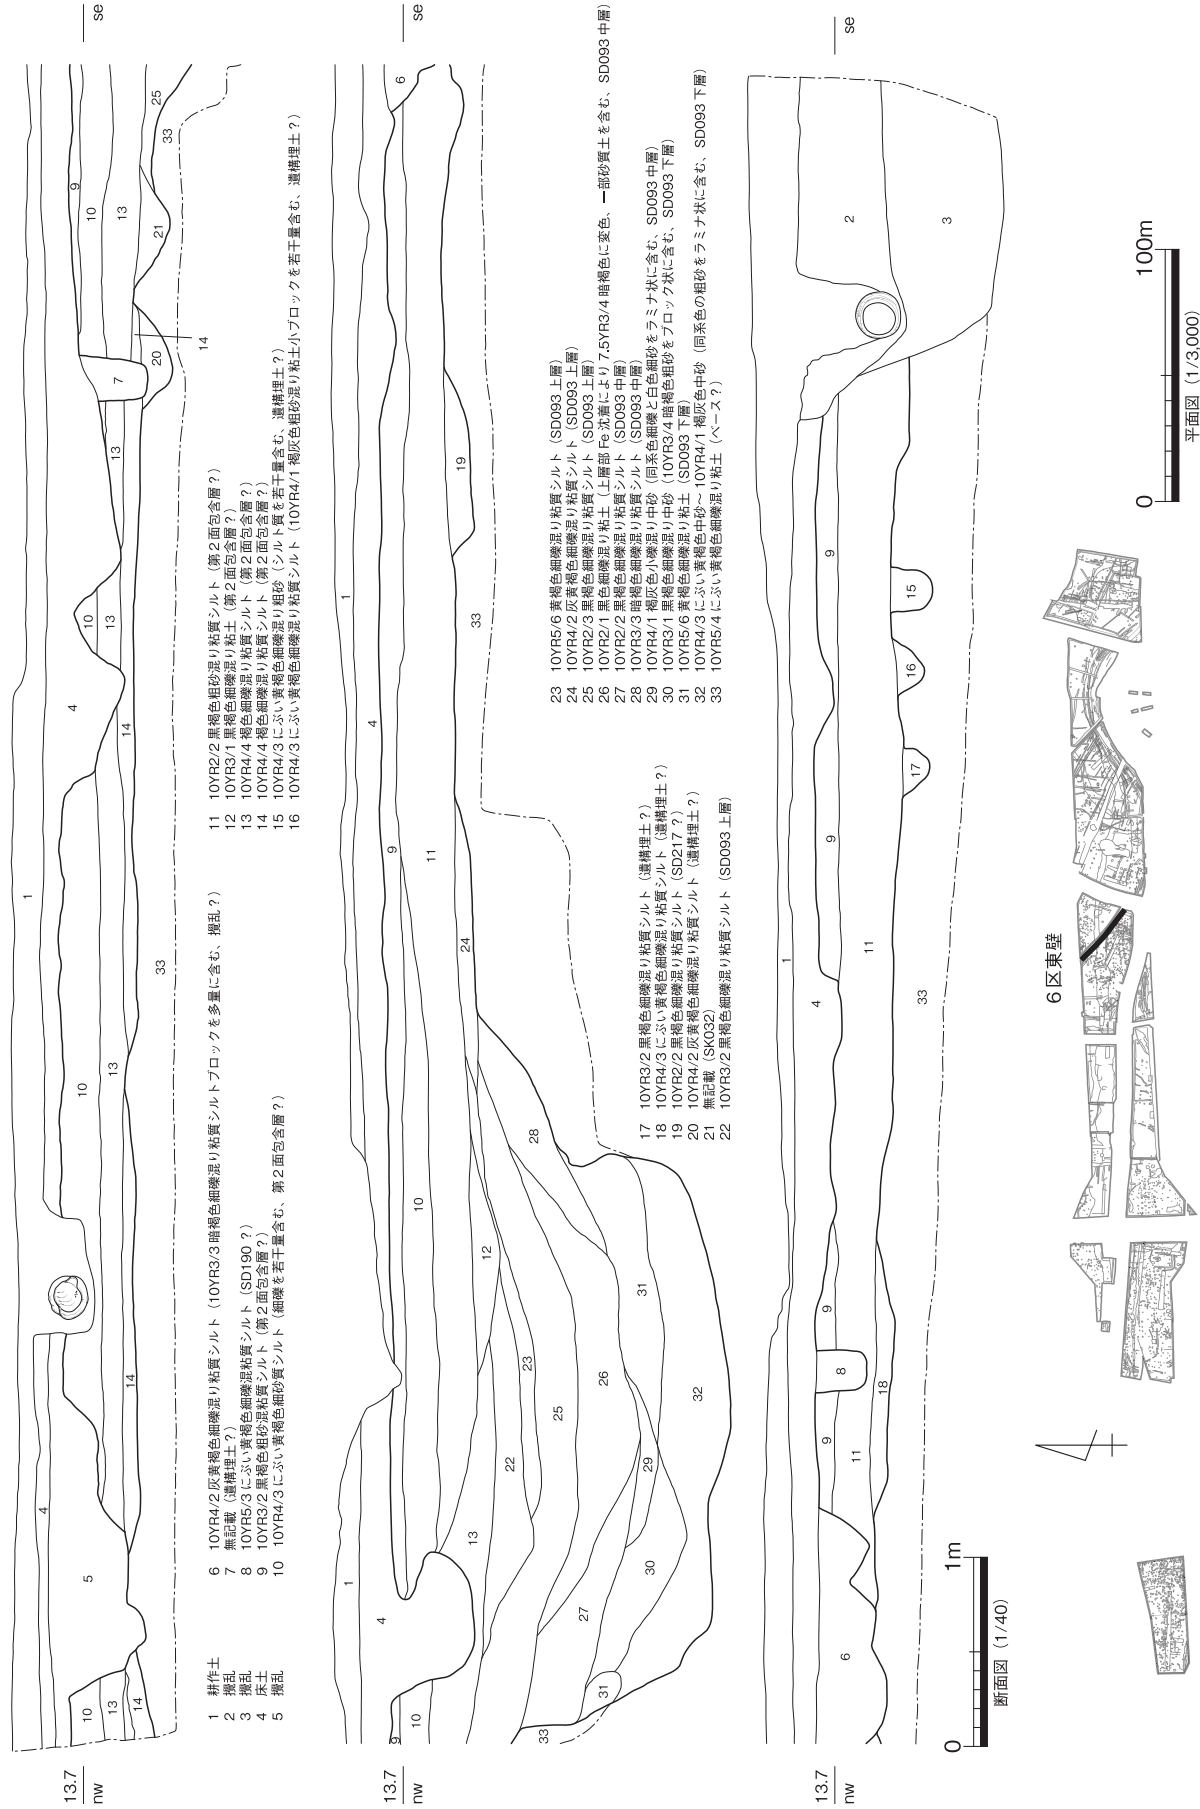 13.7
nw
se
1 耕作土
2 攪乱
3 攪乱
4 床土
5 攪乱
6 10YR4/2 灰黄褐色細礫混り粘質シルト（10YR3/3 暗褐色細礫混り粘質シルトブロックを多量に含む、攪乱？）
7 無記載（遺構埋土？）
8 10YR5/3 にぶい黄褐色細礫混粘質シルト（SD190？）
9 10YR3/2 黒褐色粗砂混粘質シルト（第２面包含層？）
10 10YR4/3 にぶい黄褐色細砂質シルト（細礫を若干量含む、第２面包含層？）
11 10YR2/2 黒褐色粗砂混り粘質シルト（第２面包含層？）
12 10YR3/1 黒褐色細礫混り粘土（第２面包含層？）
13 10YR4/4 褐色細礫混り粘質シルト（第２面包含層？）
14 10YR4/4 褐色細礫混り粘質シルト（第２面包含層？）
15 10YR4/3 にぶい黄褐色細礫混り粗砂（シルト質を若干量含む、遺構埋土？）
16 10YR4/3 にぶい黄褐色細礫混り粘質シルト（10YR4/1 褐灰色粗砂混り粘土小ブロックを若干量含む、遺構埋土？）
13.7
nw
se
17 10YR3/2 黒褐色細礫混り粘質シルト（遺構埋土？）
18 10YR4/3 にぶい黄褐色細礫混り粘質シルト（遺構埋土？）
19 10YR2/2 黒褐色細礫混り粘質シルト（SD217？）
20 10YR4/2 灰黄褐色細礫混り粘質シルト（遺構埋土？）
21 無記載（SK032）
22 10YR3/2 黒褐色細礫混り粘質シルト（SD093 上層）
23 10YR5/6 黄褐色細礫混り粘質シルト（SD093 上層）
24 10YR4/2 灰黄褐色細礫混り粘質シルト（SD093 上層）
25 10YR2/3 黒褐色細礫混り粘質シルト（SD093 上層）
26 10YR2/1 黒色細礫混り粘土（上層部 Fe 沈着により 7.5YR3/4 暗褐色に変色、一部砂質土を含む、SD093 中層）
27 10YR2/2 黒褐色細礫混り粘質シルト（SD093 中層）
28 10YR3/3 暗褐色細礫混り粘質シルト（SD093 中層）
29 10YR4/1 褐灰色小礫混り中砂（同系色細礫と白色細砂をラミナ状に含む、SD093 中層）
30 10YR3/1 黒褐色細礫混り中砂（10YR3/4 暗褐色粗砂をブロック状に含む、SD093 下層）
31 10YR5/6 黄褐色細礫混り粘土（SD093 下層）
32 10YR4/3 にぶい黄褐色中砂～10YR4/1 褐灰色中砂（同系色の粗砂をラミナ状に含む、SD093 下層）
33 10YR5/4 にぶい黄褐色細礫混り粘土（ベース？）
13.7
nw
se
0 1m
断面図（1/40）
６区東壁
0 100m
平面図（1/3,000）